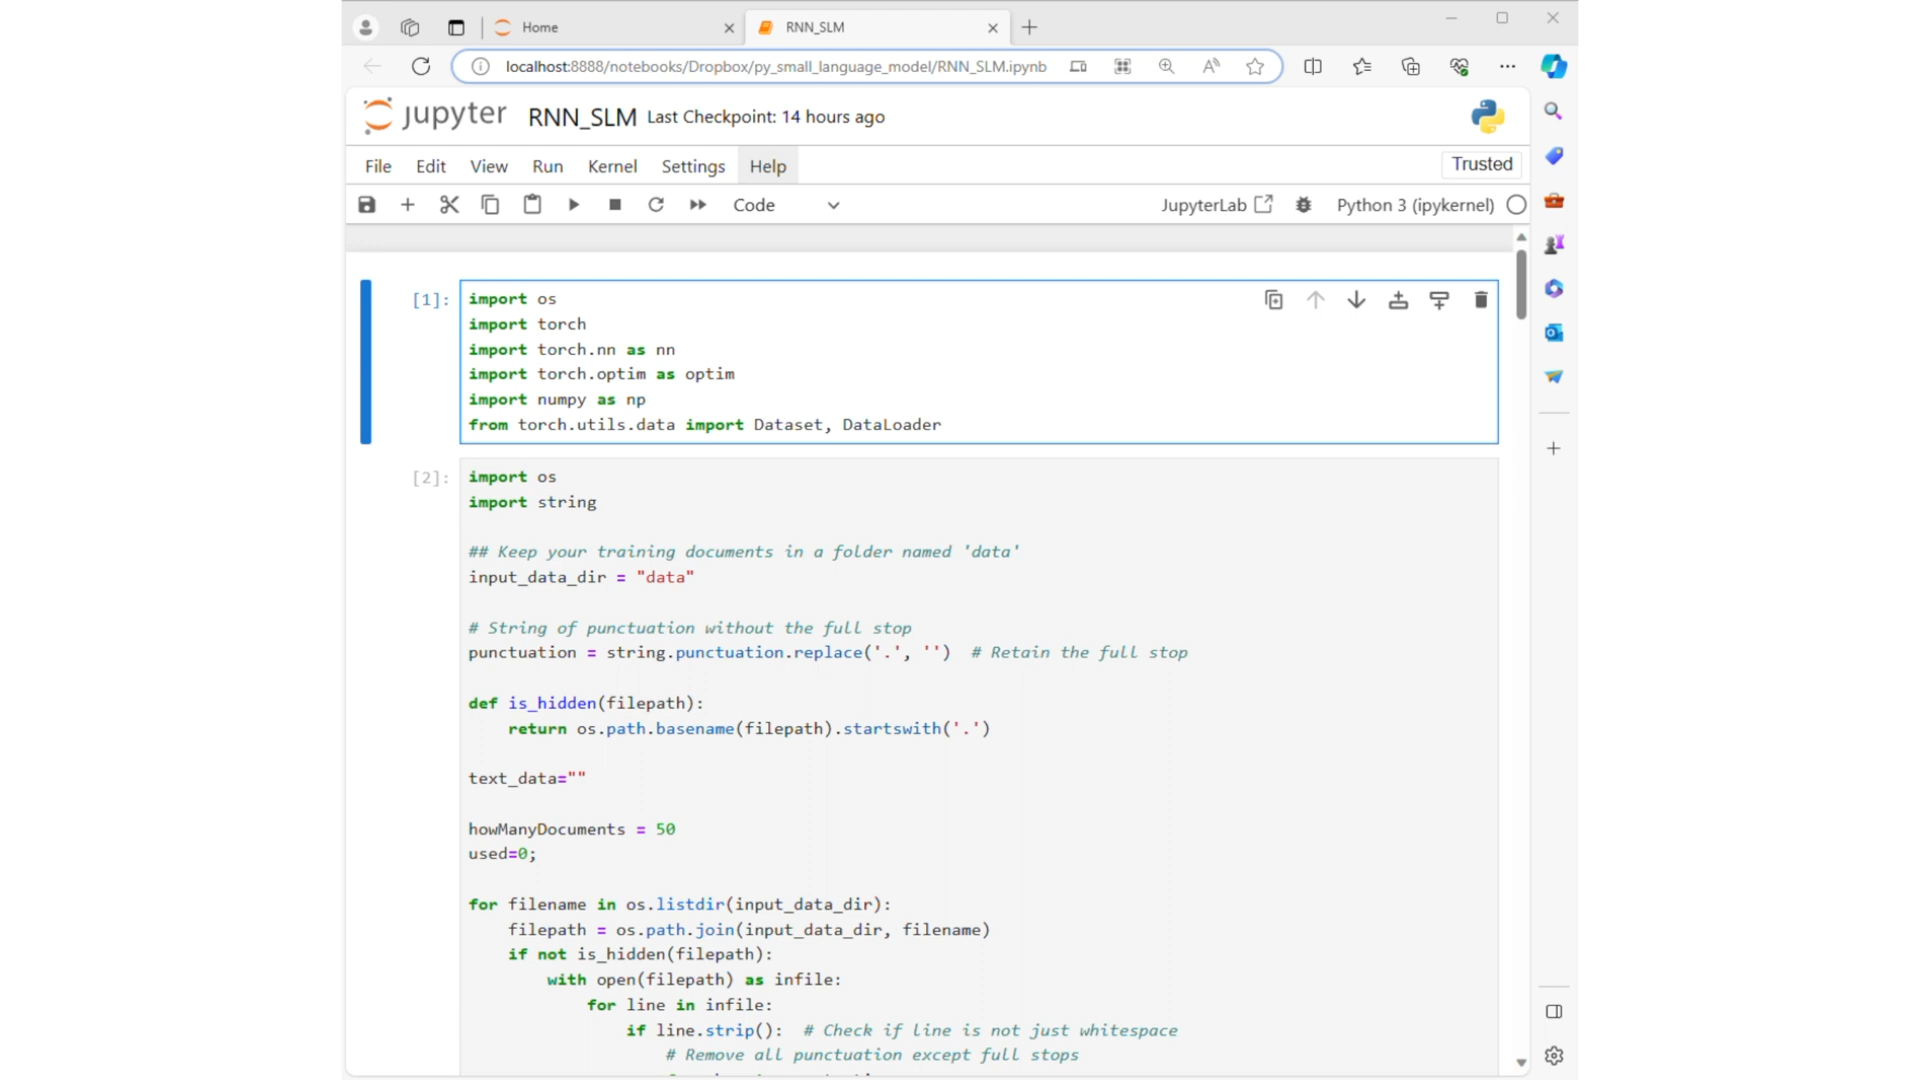 Home
RNN_SLM
localhost:8888/notebooks/Dropbox/py_small_language_model/RNN_SLM.ipynb
jupyter RNN_SLM Last Checkpoint: 14 hours ago
File Edit View Run Kernel Settings Help Trusted
Code JupyterLab Python 3 (ipykernel)
[1]:
import os
import torch
import torch.nn as nn
import torch.optim as optim
import numpy as np
from torch.utils.data import Dataset, DataLoader
[2]:
import os
import string
## Keep your training documents in a folder named 'data'
input_data_dir = "data"
# String of punctuation without the full stop
punctuation = string.punctuation.replace('.', '')  # Retain the full stop
def is_hidden(filepath):
    return os.path.basename(filepath).startswith('.')
text_data=""
howManyDocuments = 50
used=0;
for filename in os.listdir(input_data_dir):
    filepath = os.path.join(input_data_dir, filename)
    if not is_hidden(filepath):
        with open(filepath) as infile:
            for line in infile:
                if line.strip():  # Check if line is not just whitespace
                    # Remove all punctuation except full stops